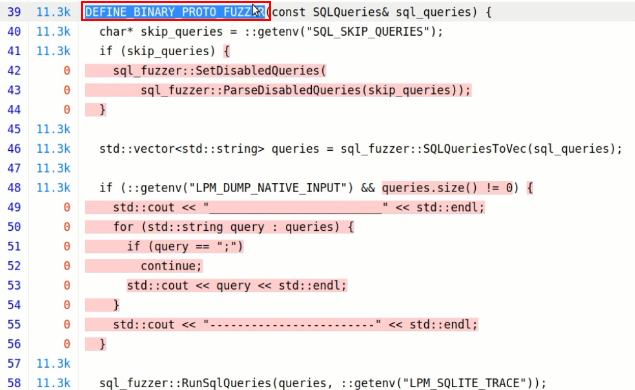 39 11.3k DEFINE_BINARY_PROTO_FUZZER(const SQLQueries& sql_queries) {
40 11.3k   char* skip_queries = ::getenv("SQL_SKIP_QUERIES");
41 11.3k   if (skip_queries) {
42 0     sql_fuzzer::SetDisabledQueries(
43 0         sql_fuzzer::ParseDisabledQueries(skip_queries));
44 0   }
45 11.3k
46 11.3k   std::vector<std::string> queries = sql_fuzzer::SQLQueriesToVec(sql_queries);
47 11.3k
48 11.3k   if (::getenv("LPM_DUMP_NATIVE_INPUT") && queries.size() != 0) {
49 0     std::cout << "_________________________" << std::endl;
50 0     for (std::string query : queries) {
51 0       if (query == ";")
52 0         continue;
53 0       std::cout << query << std::endl;
54 0     }
55 0     std::cout << "------------------------" << std::endl;
56 0   }
57 11.3k
58 11.3k   sql_fuzzer::RunSqlQueries(queries, ::getenv("LPM_SQLITE_TRACE"));